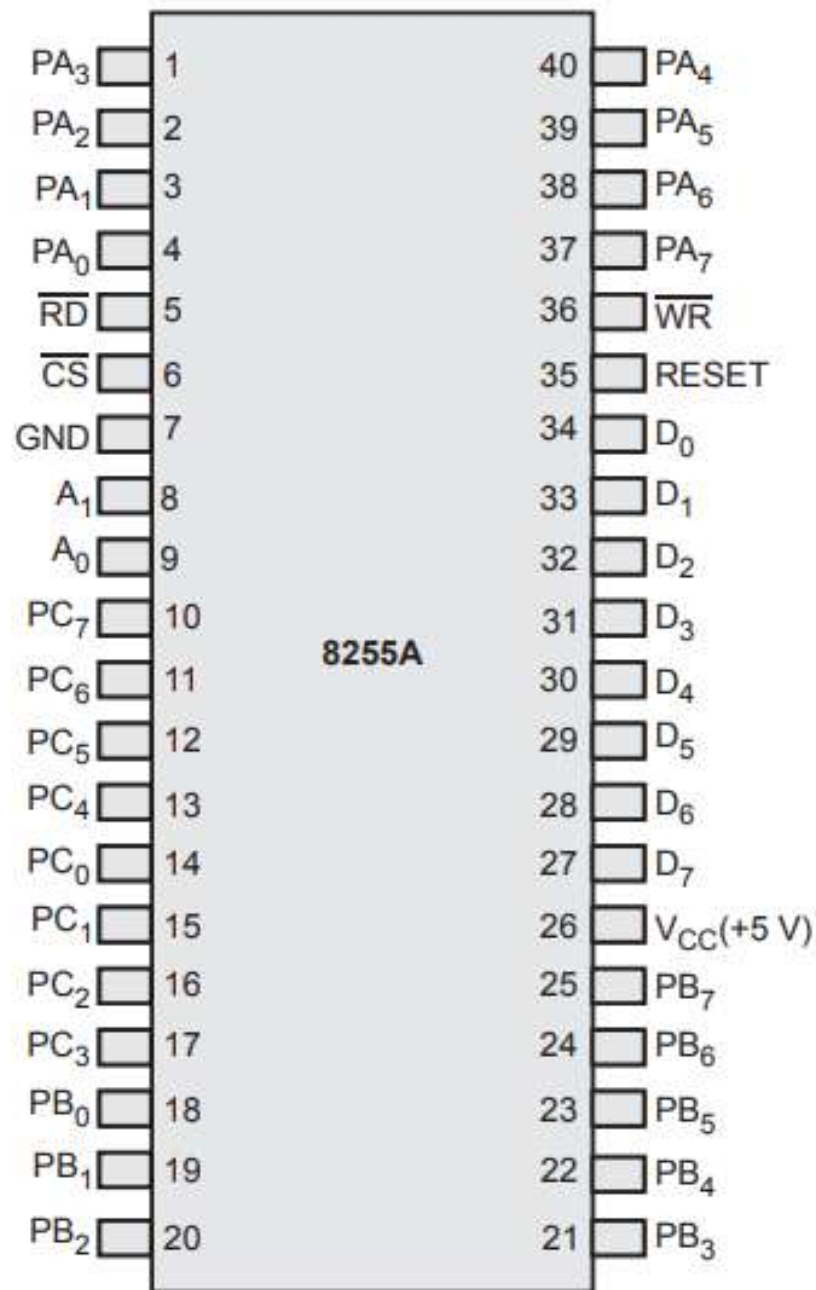 PA3 1 40 PA4
PA2 2 39 PA5
PA1 3 38 PA6
PA0 4 37 PA7
R̅D̅ 5 36 W̅R̅
C̅S̅ 6 35 RESET
GND 7 34 D0
A1 8 33 D1
A0 9 32 D2
PC7 10 31 D3
8255A
PC6 11 30 D4
PC5 12 29 D5
PC4 13 28 D6
PC0 14 27 D7
PC1 15 26 VCC(+5 V)
PC2 16 25 PB7
PC3 17 24 PB6
PB0 18 23 PB5
PB1 19 22 PB4
PB2 20 21 PB3